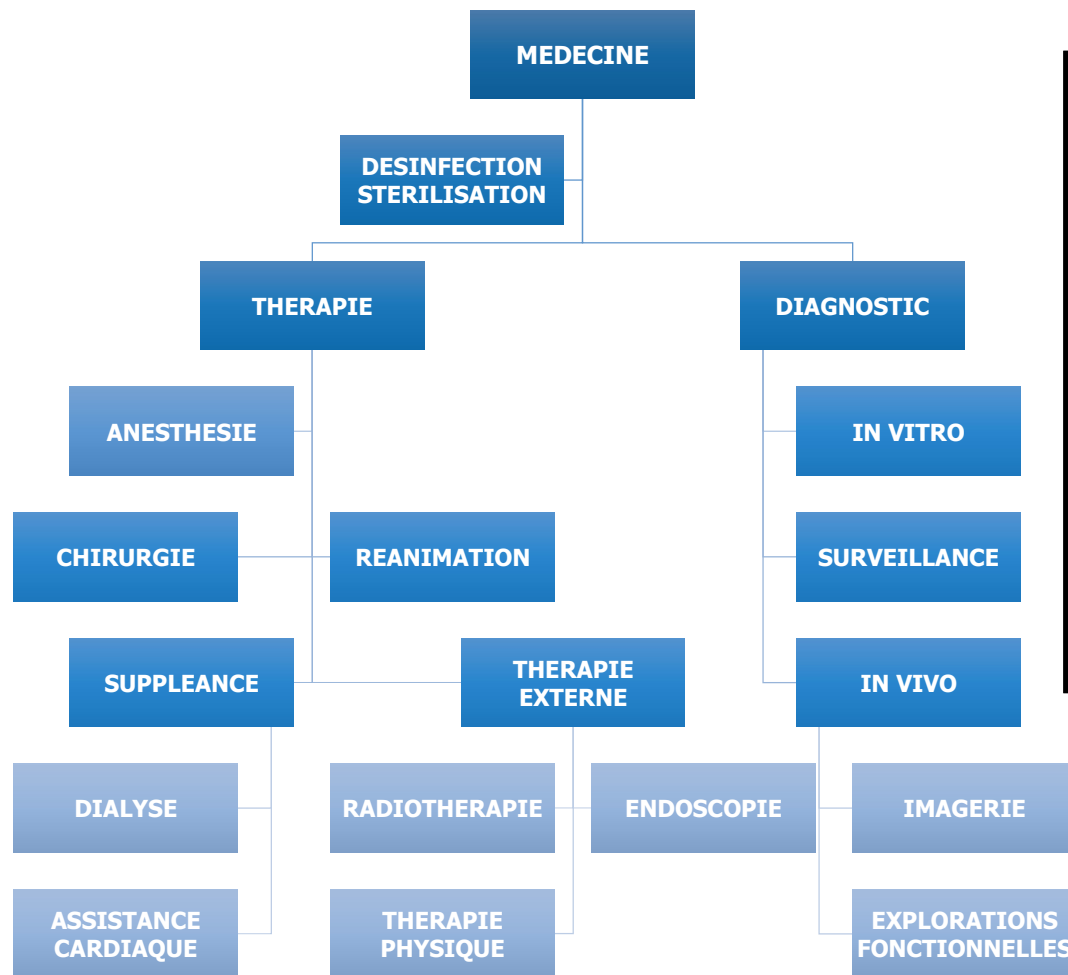 MEDECINE
DESINFECTION
STERILISATION
THERAPIE
DIAGNOSTIC
ANESTHESIE
IN VITRO
CHIRURGIE
REANIMATION
SURVEILLANCE
SUPPLEANCE
THERAPIE
EXTERNE
IN VIVO
DIALYSE
RADIOTHERAPIE
ENDOSCOPIE
IMAGERIE
ASSISTANCE
CARDIAQUE
THERAPIE
PHYSIQUE
EXPLORATIONS
FONCTIONNELLES